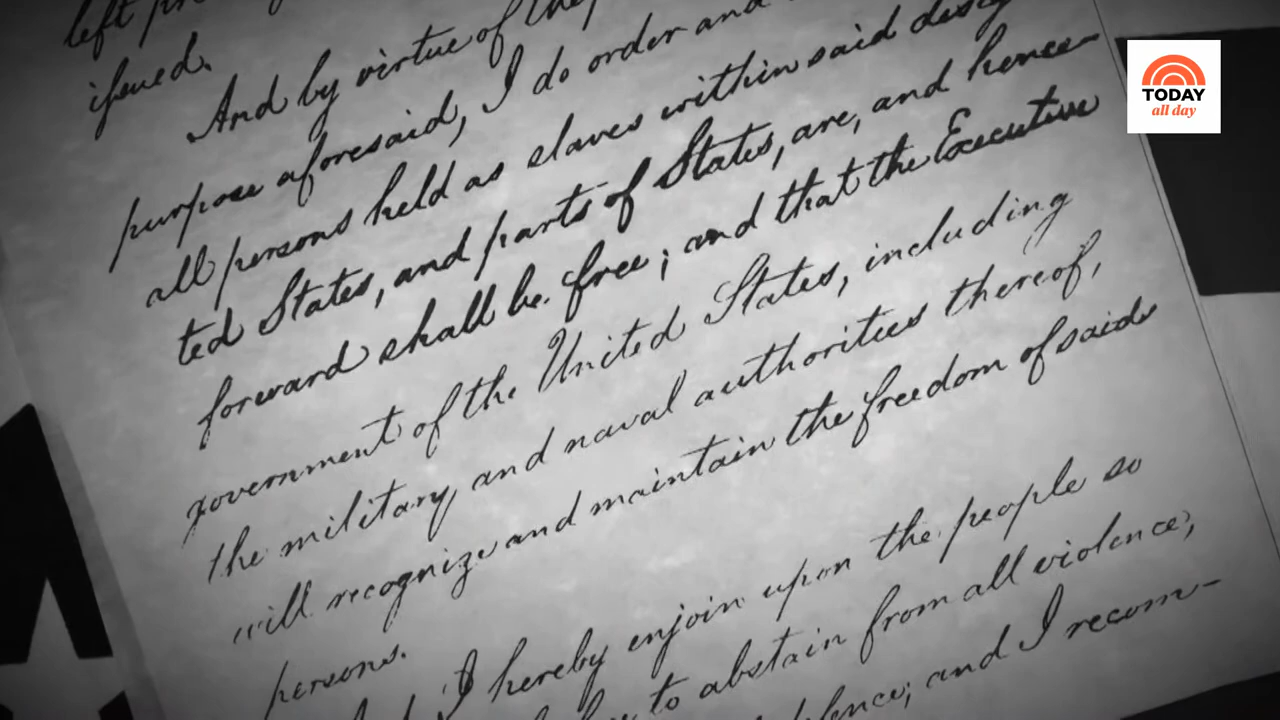 left
issued.
And by virtue of the
purpose aforesaid, I do order and
all persons held as slaves within said desig
ted States, and parts of States, are, and hence-
forward shall be free; and that the Executive
government of the United States, including
the military and naval authorities thereof,
will recognize and maintain the freedom of said
persons.
I hereby enjoin upon the people so
to abstain from all violence,
and I recom-
TODAY
all day